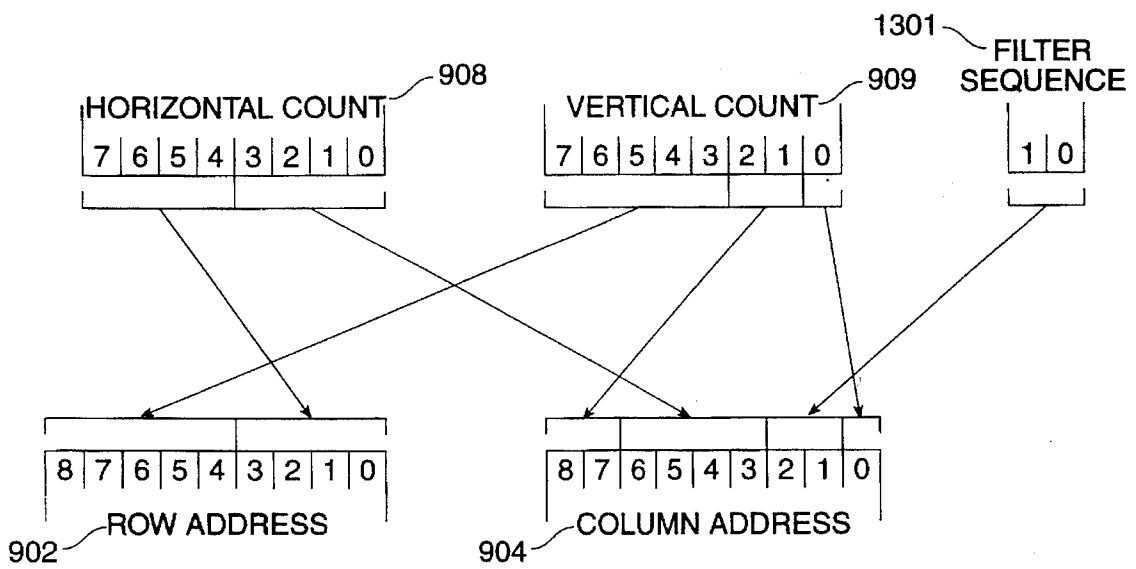 1301
FILTER
SEQUENCE
908
HORIZONTAL COUNT
909
VERTICAL COUNT
7 6 5 4 3 2 1 0
7 6 5 4 3 2 1 0
1 0
8 7 6 5 4 3 2 1 0
8 7 6 5 4 3 2 1 0
ROW ADDRESS
COLUMN ADDRESS
902
904